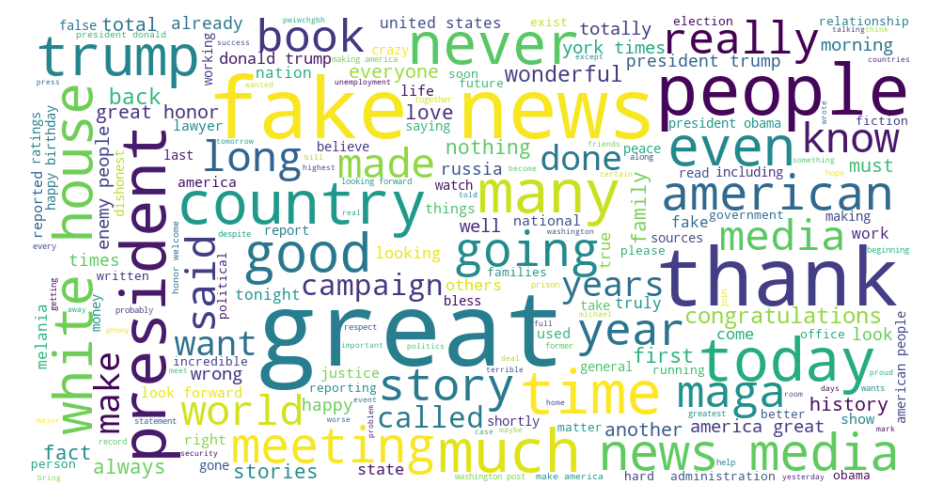 false total already
pwiwchgbh
president donald
success
trump
book
donald trump
crazy
making america
nation
working
never
united states
exist
york times
totally
everyone
soon
future
wonderful
really
election
talking think
relationship
morning
president trump
except
countries
press
wanted
unemployment
together
people
fake news
life
love
saying
back
great honor
lawyer
last
tomorrow
bill
highest
believe
nothing
friends
along
peace
president obama
wrote
fiction
know
something
must
even
reported ratings
happy birthday
enemy people
dishonest
white house
president
long
made
looking forward
real
russia
watch
become
told
things
many
done
certain
family
read
including
hope
american
america
country
despite
report
well
national
washington
fake
government
making
sources
work
media
please
true
every
times
honor welcome
said
political
good
looking
going
families
others
prison
years
thank
beginning
melania
getting
away
written
probably
money
phony
tonight
campaign
bless
take
truly
join
congratulations
want
great
respect
full
michael
used
former
year
come
office
look
american people
make
meet
incredible
wrong
important
politics
deal
terrible
story
general
first
running
today
proud
look forward
justice
reporting
event
worse
home
time
maga
days
wants
room
greatest
better
history
show
mark
major
statement
world
happy
problem
called
shortly
matter
another
america great
fact
record
security
right
meeting
case
maybe
much
news media
help
person
bring
always
gone
stories
state
washington post
make america
hard
administration
yesterday
obama